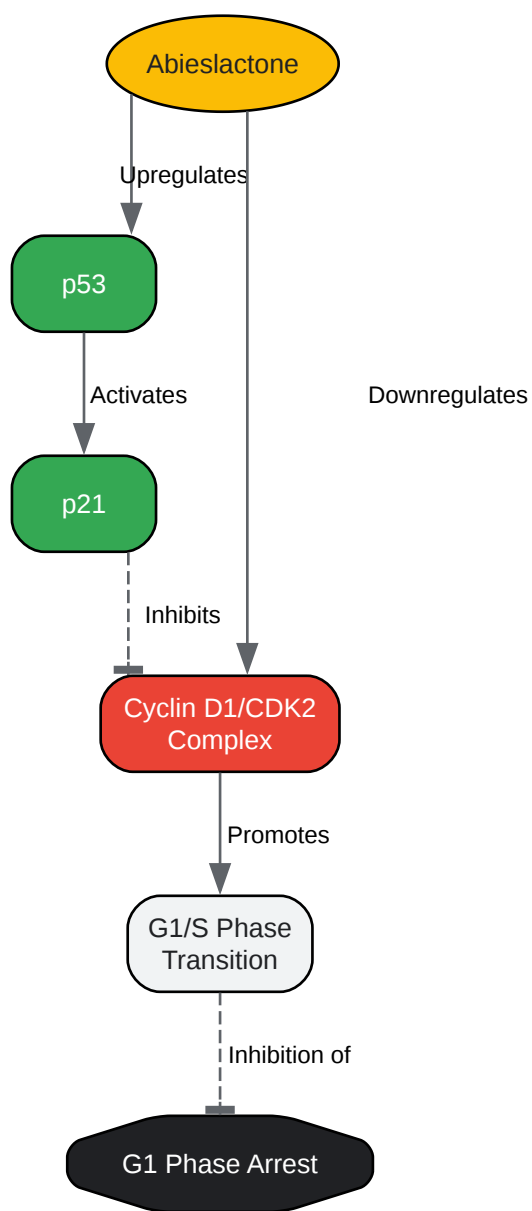 Abieslactone
Upregulates
p53
Activates
Downregulates
p21
Inhibits
Cyclin D1/CDK2
Complex
Promotes
G1/S Phase
Transition
Inhibition of
G1 Phase Arrest